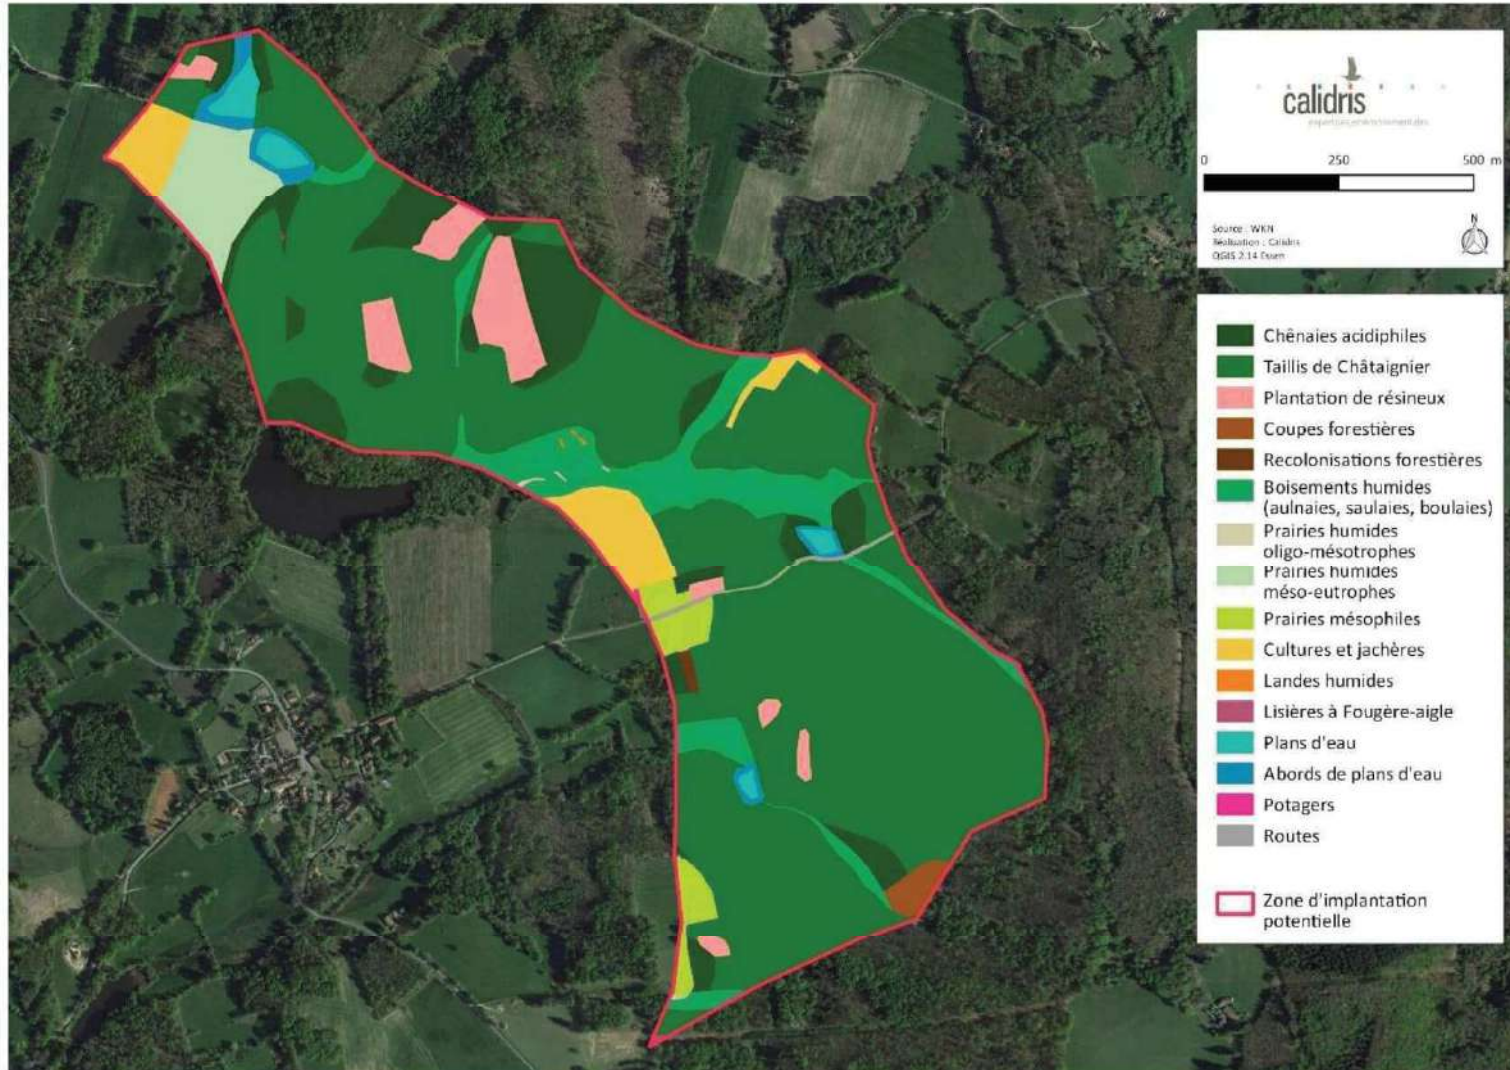 calidris
expertises environnementales
0 250 500 m
Source : WKN
Réalisation : Calidris
QGIS 2.14 Essen
N
Chênaies acidiphiles
Taillis de Châtaignier
Plantation de résineux
Coupes forestières
Recolonisations forestières
Boisements humides
(aulnaies, saulaies, boulaies)
Prairies humides
oligo-mésotrophes
Prairies humides
méso-eutrophes
Prairies mésophiles
Cultures et jachères
Landes humides
Lisières à Fougère-aigle
Plans d'eau
Abords de plans d'eau
Potagers
Routes
Zone d'implantation
potentielle